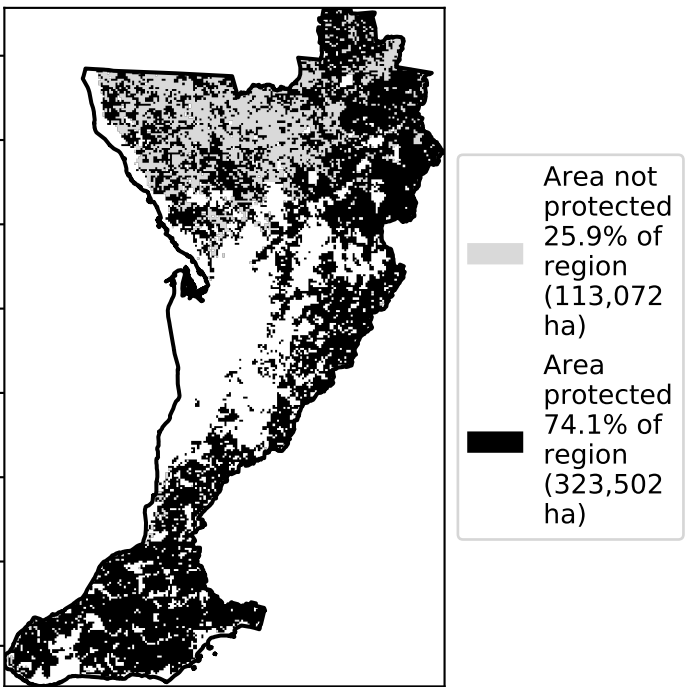 Area not
protected
25.9% of
region
(113,072
ha)
Area
protected
74.1% of
region
(323,502
ha)